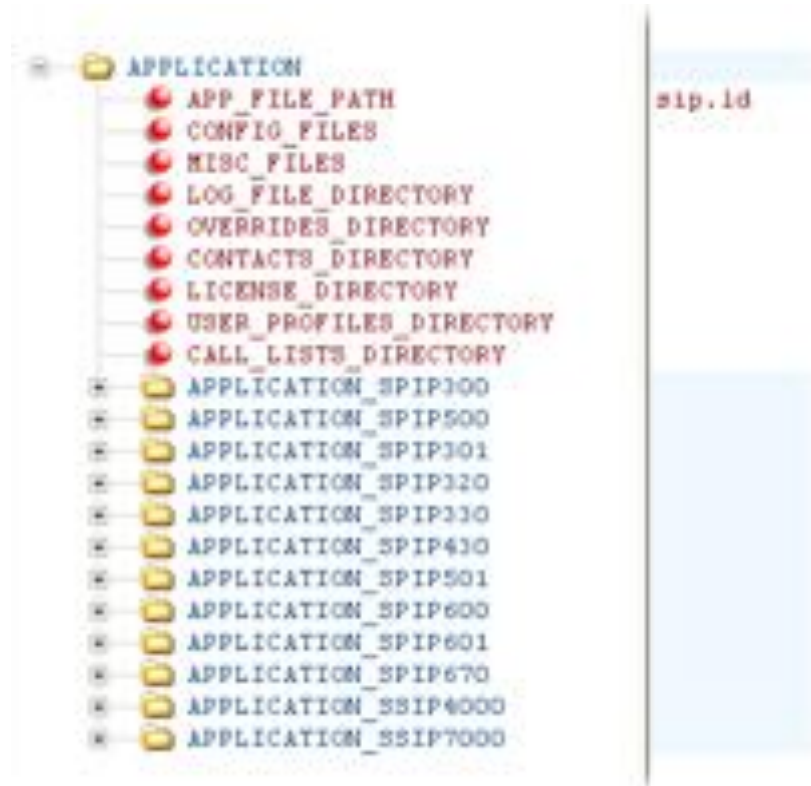 APPLICATION
APP_FILE_PATH sip.ld
CONFIG_FILES
MISC_FILES
LOG_FILE_DIRECTORY
OVERRIDES_DIRECTORY
CONTACTS_DIRECTORY
LICENSE_DIRECTORY
USER_PROFILES_DIRECTORY
CALL_LISTS_DIRECTORY
APPLICATION_SPIP300
APPLICATION_SPIP500
APPLICATION_SPIP301
APPLICATION_SPIP320
APPLICATION_SPIP330
APPLICATION_SPIP430
APPLICATION_SPIP501
APPLICATION_SPIP600
APPLICATION_SPIP601
APPLICATION_SPIP670
APPLICATION_SSIP4000
APPLICATION_SSIP7000